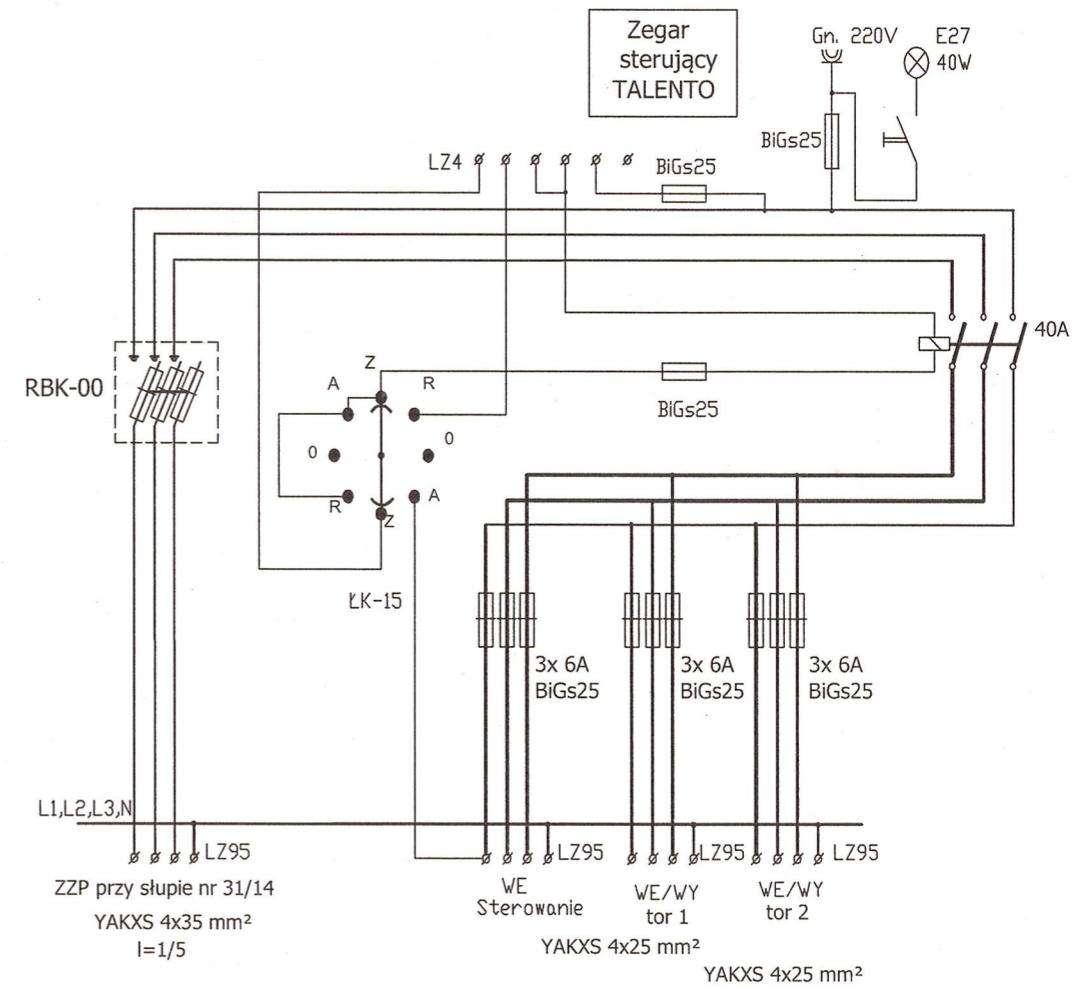 Zegar
sterujący
TALENTO
Gn. 220V
E27
40W
BiGs25
LZ4
BiGs25
40A
RBK-00
Z
A
R
BiGs25
0
0
R
A
Z
ŁK-15
3x 6A
BiGs25
3x 6A
BiGs25
3x 6A
BiGs25
L1,L2,L3,N
LZ95
LZ95
LZ95
LZ95
ZZP przy słupie nr 31/14
YAKXS 4x35 mm²
l=1/5
WE
Sterowanie
WE/WY
tor 1
WE/WY
tor 2
YAKXS 4x25 mm²
YAKXS 4x25 mm²